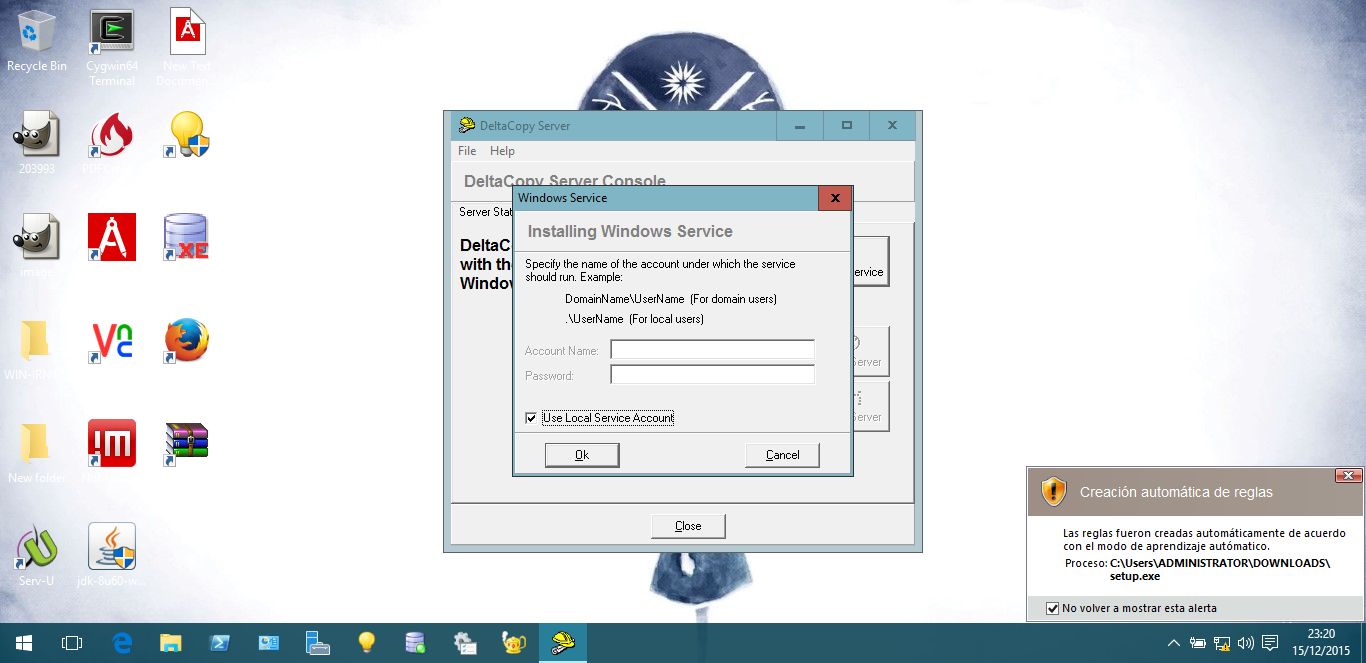 Recycle Bin
Cygwin64
Terminal
New Text
Documen...
203993
image
WIN-iRNN...
New folder
Serv-U
jdk-8u60-w...
XE
DeltaCopy Server
File Help
DeltaCopy Server Console
Server Stat
DeltaC
with the
Window
ervice
Server
Server
Close
Windows Service
Installing Windows Service
Specify the name of the account under which the service
should run. Example:
DomainName\UserName (For domain users)
.\UserName (For local users)
Account Name:
Password:
Use Local Service Account
Ok Cancel
Creación automática de reglas
Las reglas fueron creadas automáticamente de acuerdo
con el modo de aprendizaje autómatico.
Proceso: C:\Users\ADMINISTRATOR\DOWNLOADS\
setup.exe
No volver a mostrar esta alerta
23:20
15/12/2015